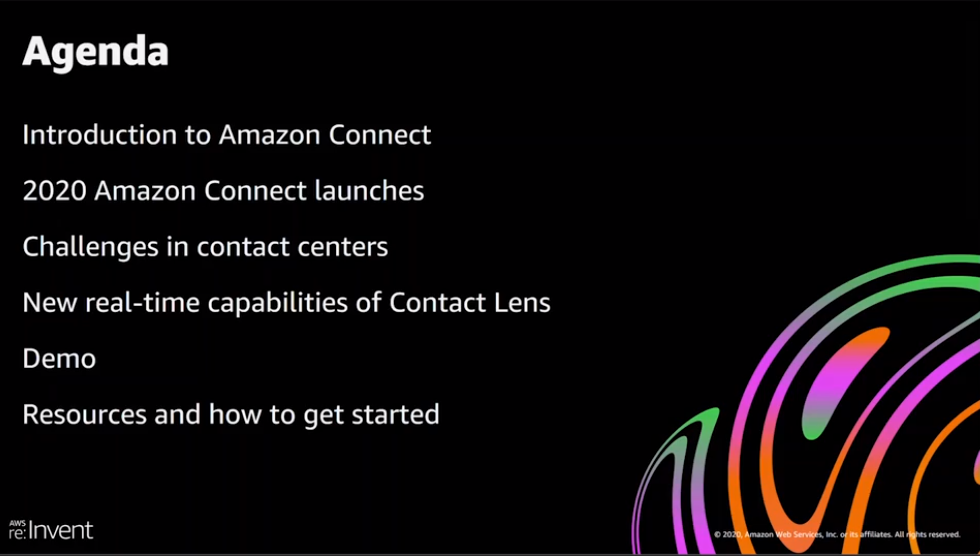 Agenda
Introduction to Amazon Connect
2020 Amazon Connect launches
Challenges in contact centers
New real-time capabilities of Contact Lens
Demo
Resources and how to get started
AWS
re:Invent
© 2020, Amazon Web Services, Inc. or its affiliates. All rights reserved.